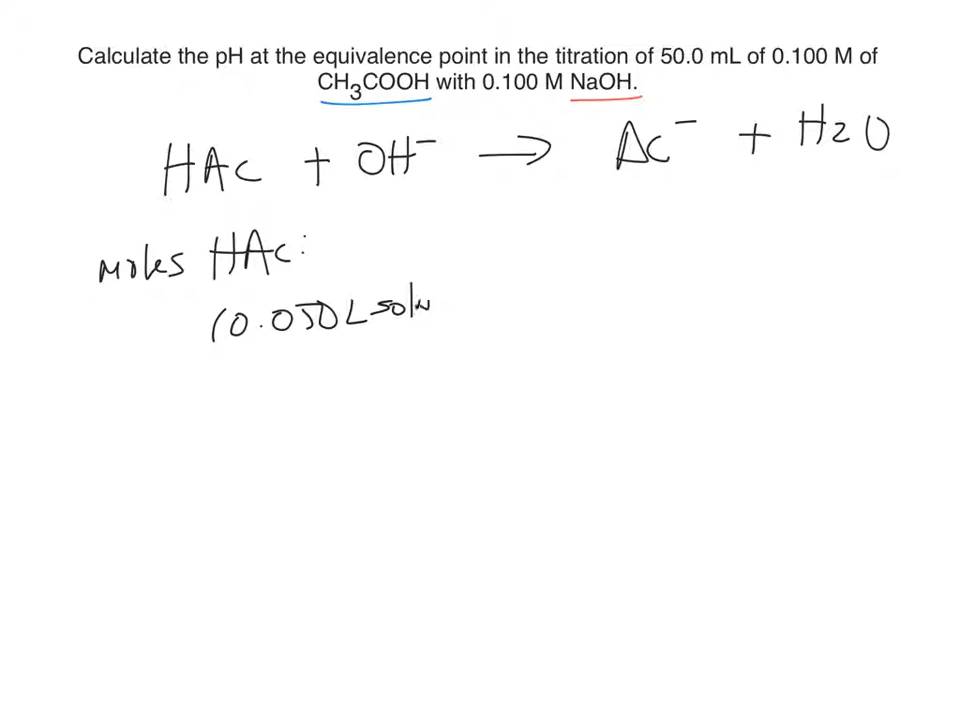 Calculate the pH at the equivalence point in the titration of 50.0 mL of 0.100 M of
CH₃COOH with 0.100 M NaOH.
HAc + OH⁻ → Ac⁻ + H2O
moles HAc:
(0.050 L soln